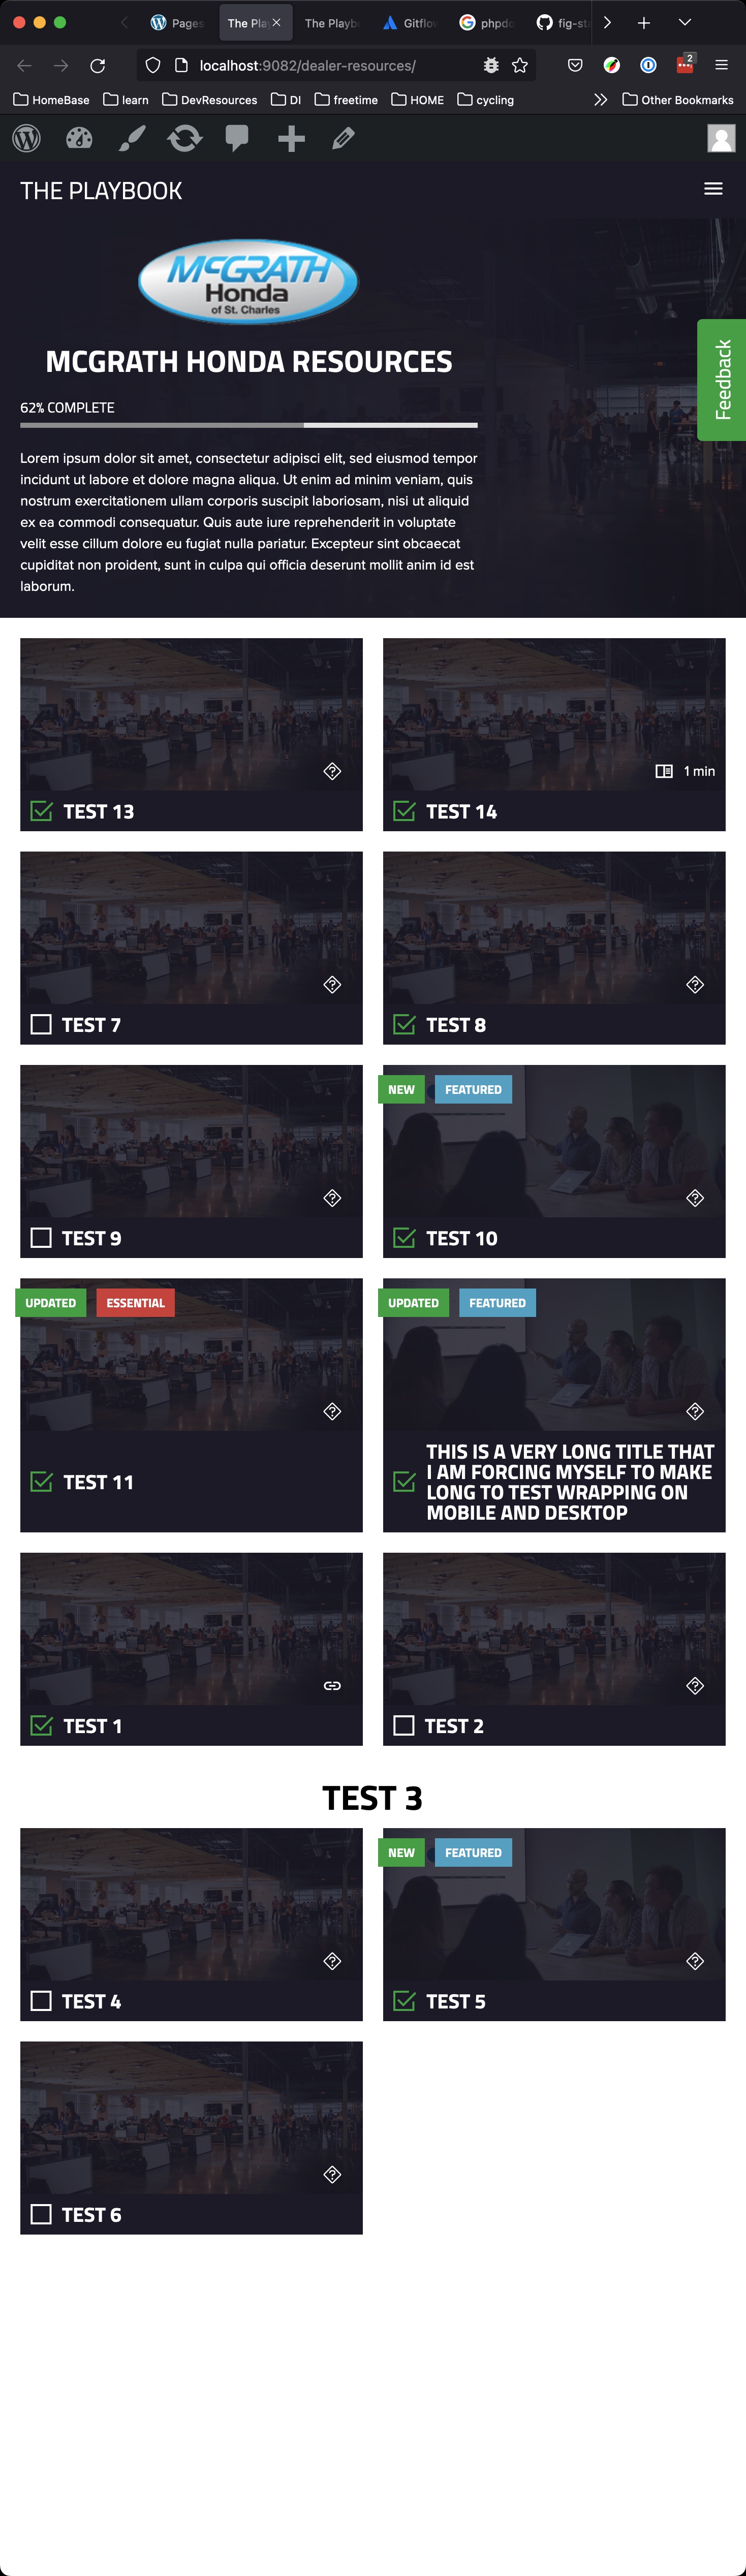 Pages
The Play
The Playb
Gitflow
phpdo
fig-sta
localhost:9082/dealer-resources/
2
HomeBase
learn
DevResources
DI
freetime
HOME
cycling
Other Bookmarks
THE PLAYBOOK
MCGRATH
Honda
of St. Charles
MCGRATH HONDA RESOURCES
Feedback
62% COMPLETE
Lorem ipsum dolor sit amet, consectetur adipisci elit, sed eiusmod tempor
incidunt ut labore et dolore magna aliqua. Ut enim ad minim veniam, quis
nostrum exercitationem ullam corporis suscipit laboriosam, nisi ut aliquid
ex ea commodi consequatur. Quis aute iure reprehenderit in voluptate
velit esse cillum dolore eu fugiat nulla pariatur. Excepteur sint obcaecat
cupiditat non proident, sunt in culpa qui officia deserunt mollit anim id est
laborum.
TEST 13
1 min
TEST 14
TEST 7
TEST 8
TEST 9
NEW FEATURED
TEST 10
UPDATED ESSENTIAL
TEST 11
UPDATED FEATURED
THIS IS A VERY LONG TITLE THAT
I AM FORCING MYSELF TO MAKE
LONG TO TEST WRAPPING ON
MOBILE AND DESKTOP
TEST 1
TEST 2
TEST 3
TEST 4
NEW FEATURED
TEST 5
TEST 6